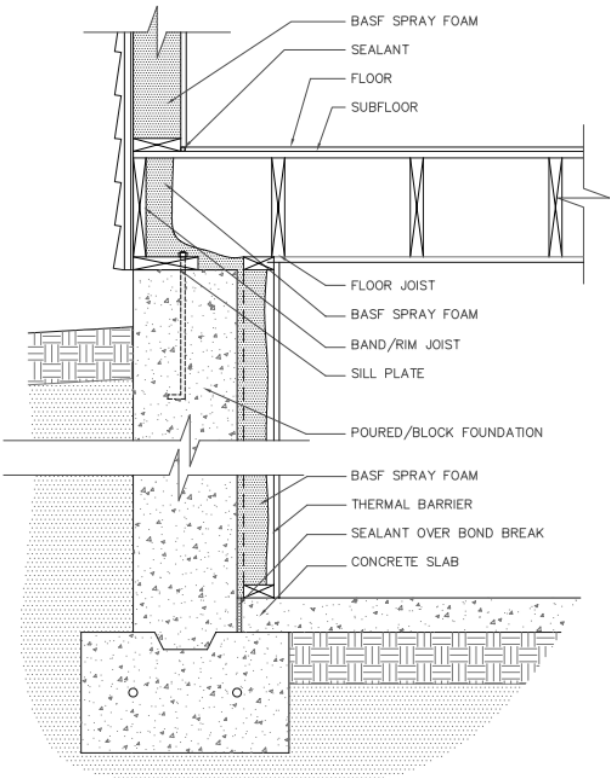 BASF SPRAY FOAM
SEALANT
FLOOR
SUBFLOOR
FLOOR JOIST
BASF SPRAY FOAM
BAND/RIM JOIST
SILL PLATE
POURED/BLOCK FOUNDATION
BASF SPRAY FOAM
THERMAL BARRIER
SEALANT OVER BOND BREAK
CONCRETE SLAB